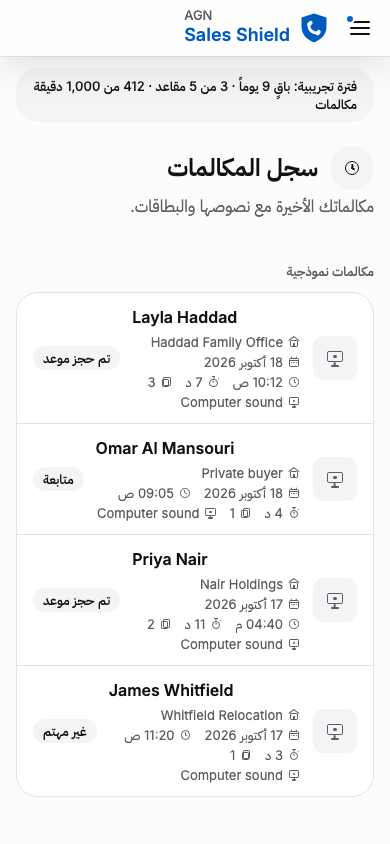 AGN
Sales Shield
فترة تجريبية: باقٍ 9 يوماً · 3 من 5 مقاعد · 412 من 1,000 دقيقة
مكالمات
سجل المكالمات
مكالماتك الأخيرة مع نصوصها والبطاقات.
مكالمات نموذجية
Layla Haddad
Haddad Family Office
18 أكتوبر 2026
10:12 ص 7 د 3
Computer sound
تم حجز موعد
Omar Al Mansouri
Private buyer
18 أكتوبر 2026 09:05 ص
4 د 1 Computer sound
متابعة
Priya Nair
Nair Holdings
17 أكتوبر 2026
04:40 م 11 د 2
Computer sound
تم حجز موعد
James Whitfield
Whitfield Relocation
17 أكتوبر 2026 11:20 ص
3 د 1
Computer sound
غير مهتم